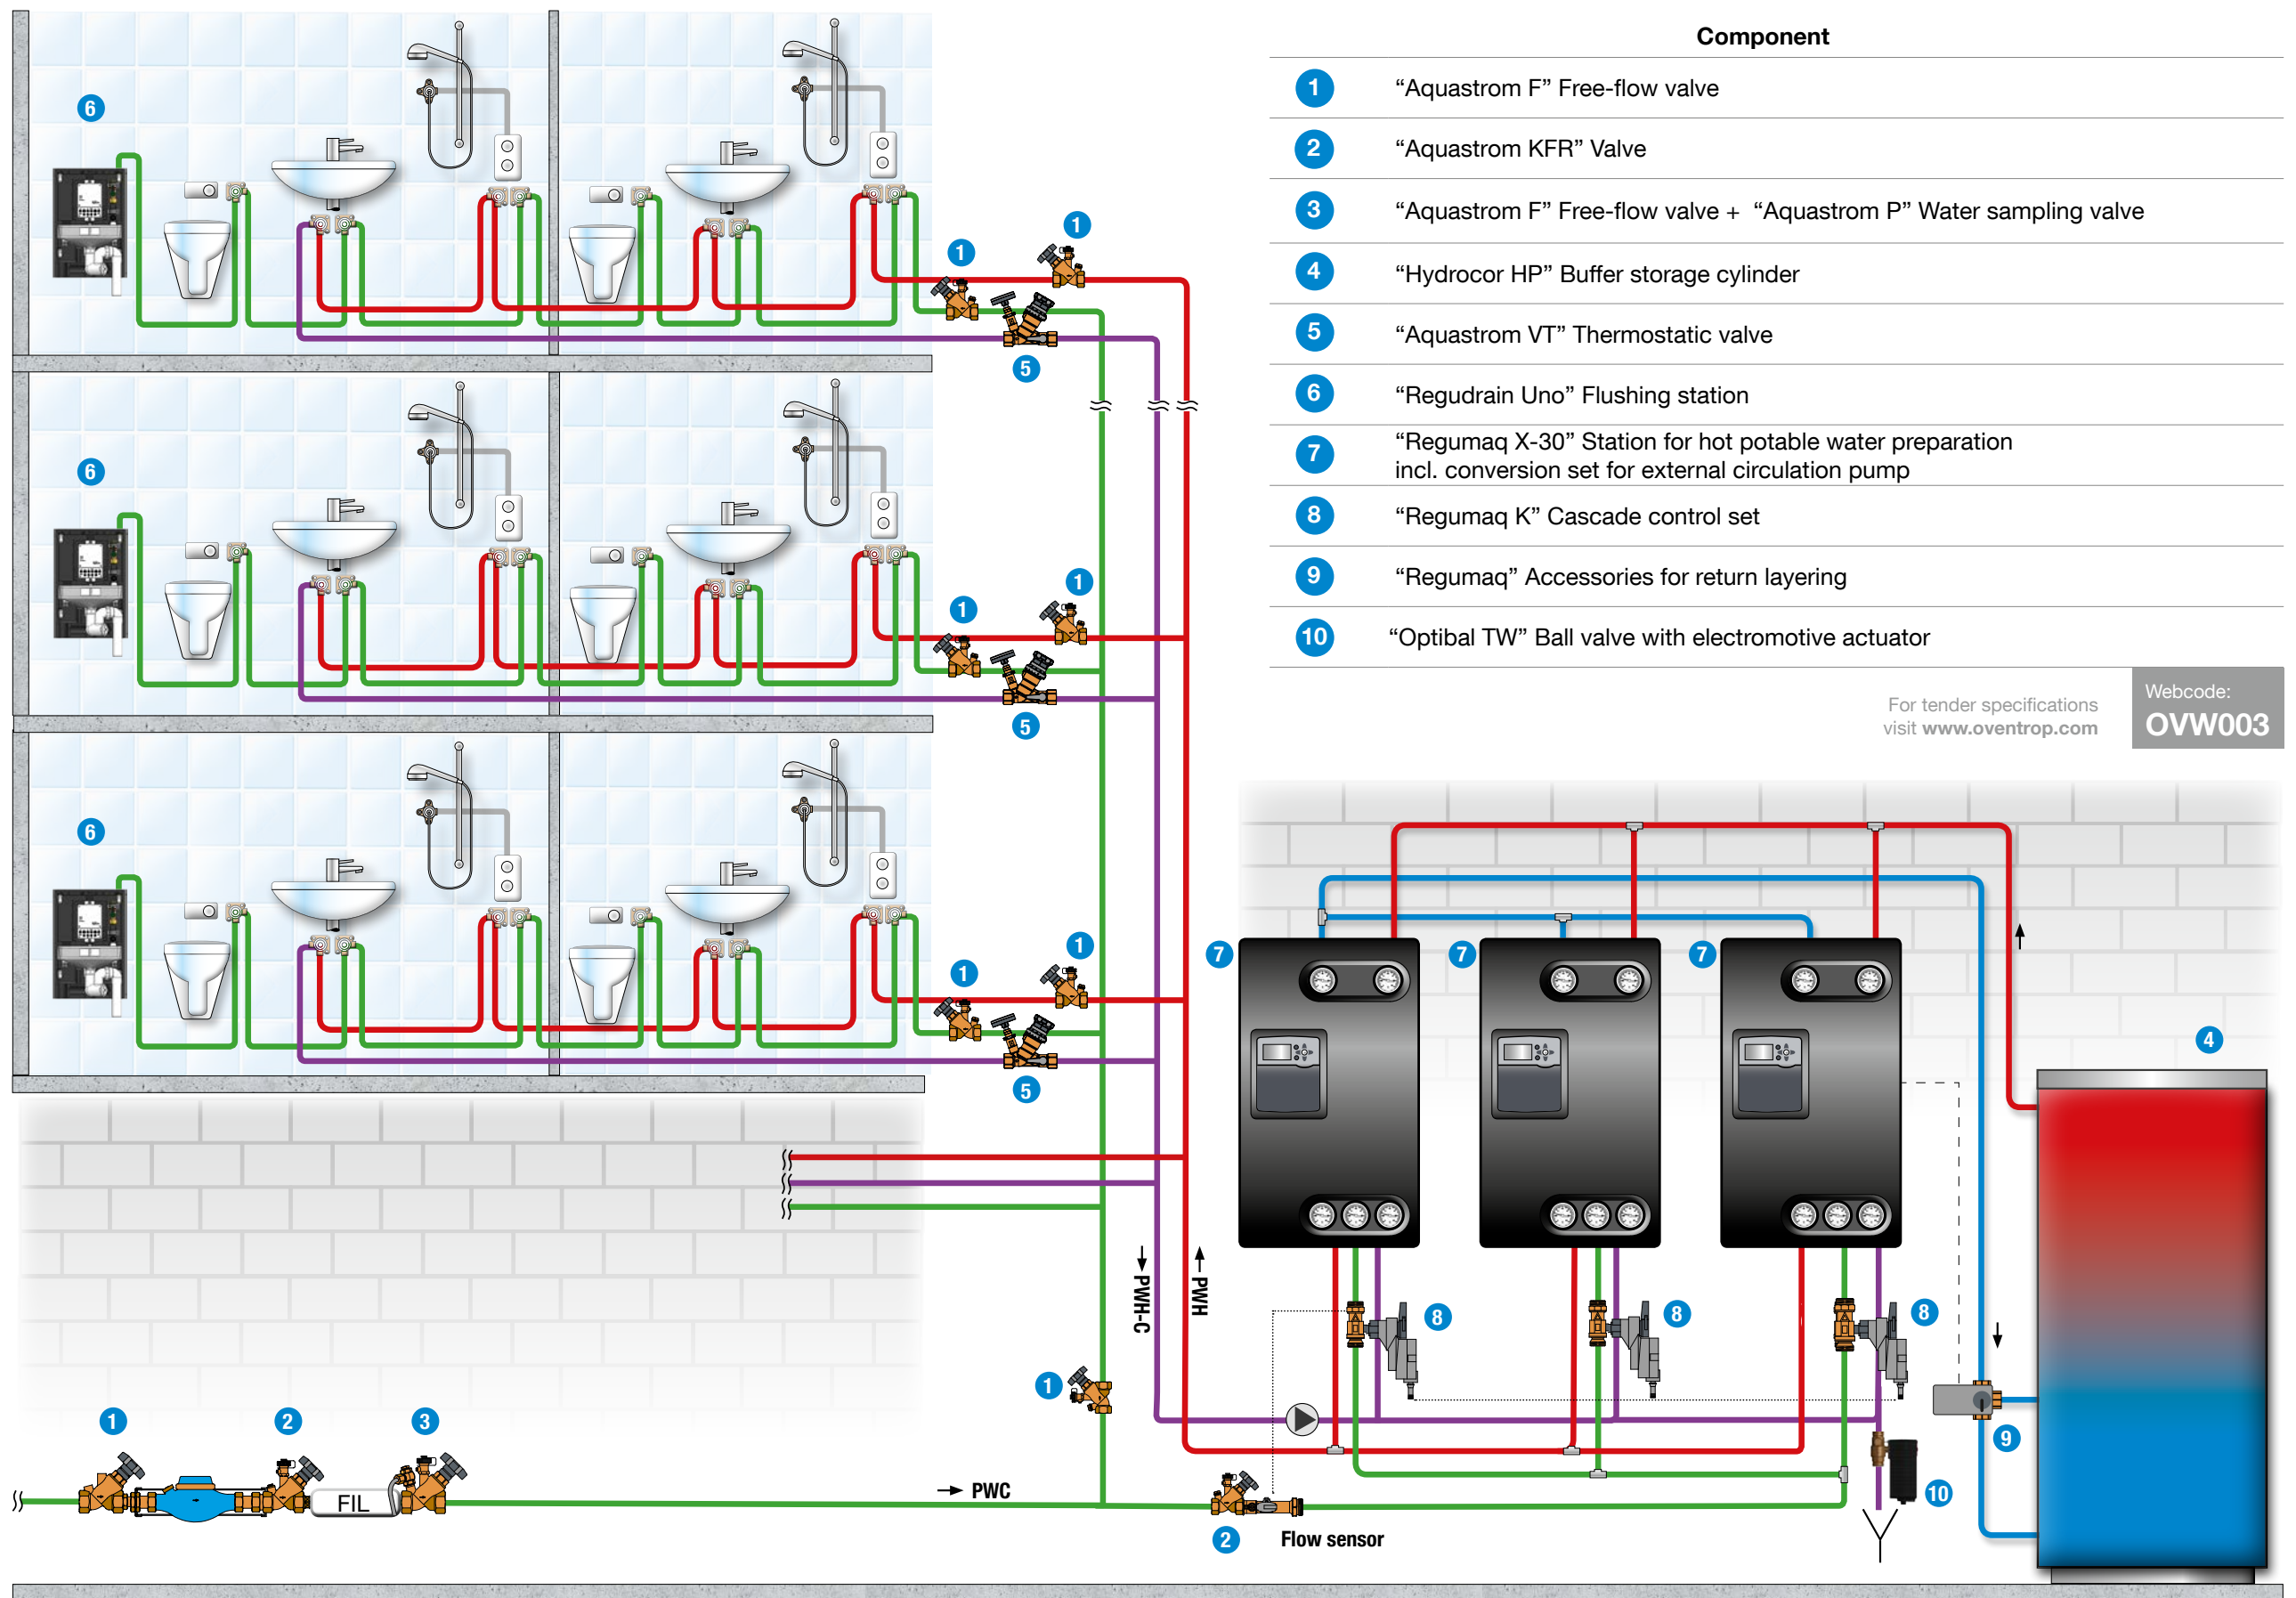 Component
1 “Aquastrom F” Free-flow valve
2 “Aquastrom KFR” Valve
3 “Aquastrom F” Free-flow valve + “Aquastrom P” Water sampling valve
4 “Hydrocor HP” Buffer storage cylinder
5 “Aquastrom VT” Thermostatic valve
6 “Regudrain Uno” Flushing station
7 “Regumaq X-30” Station for hot potable water preparation
incl. conversion set for external circulation pump
8 “Regumaq K” Cascade control set
9 “Regumaq” Accessories for return layering
10 “Optibal TW” Ball valve with electromotive actuator
For tender specifications
visit www.oventrop.com
Webcode:
OVW003
6
1
1
5
6
1
1
5
6
1
1
5
7
7
7
4
PWH-C
PWH
8
8
8
1
9
10
1
2
3
FIL
PWC
2
Flow sensor